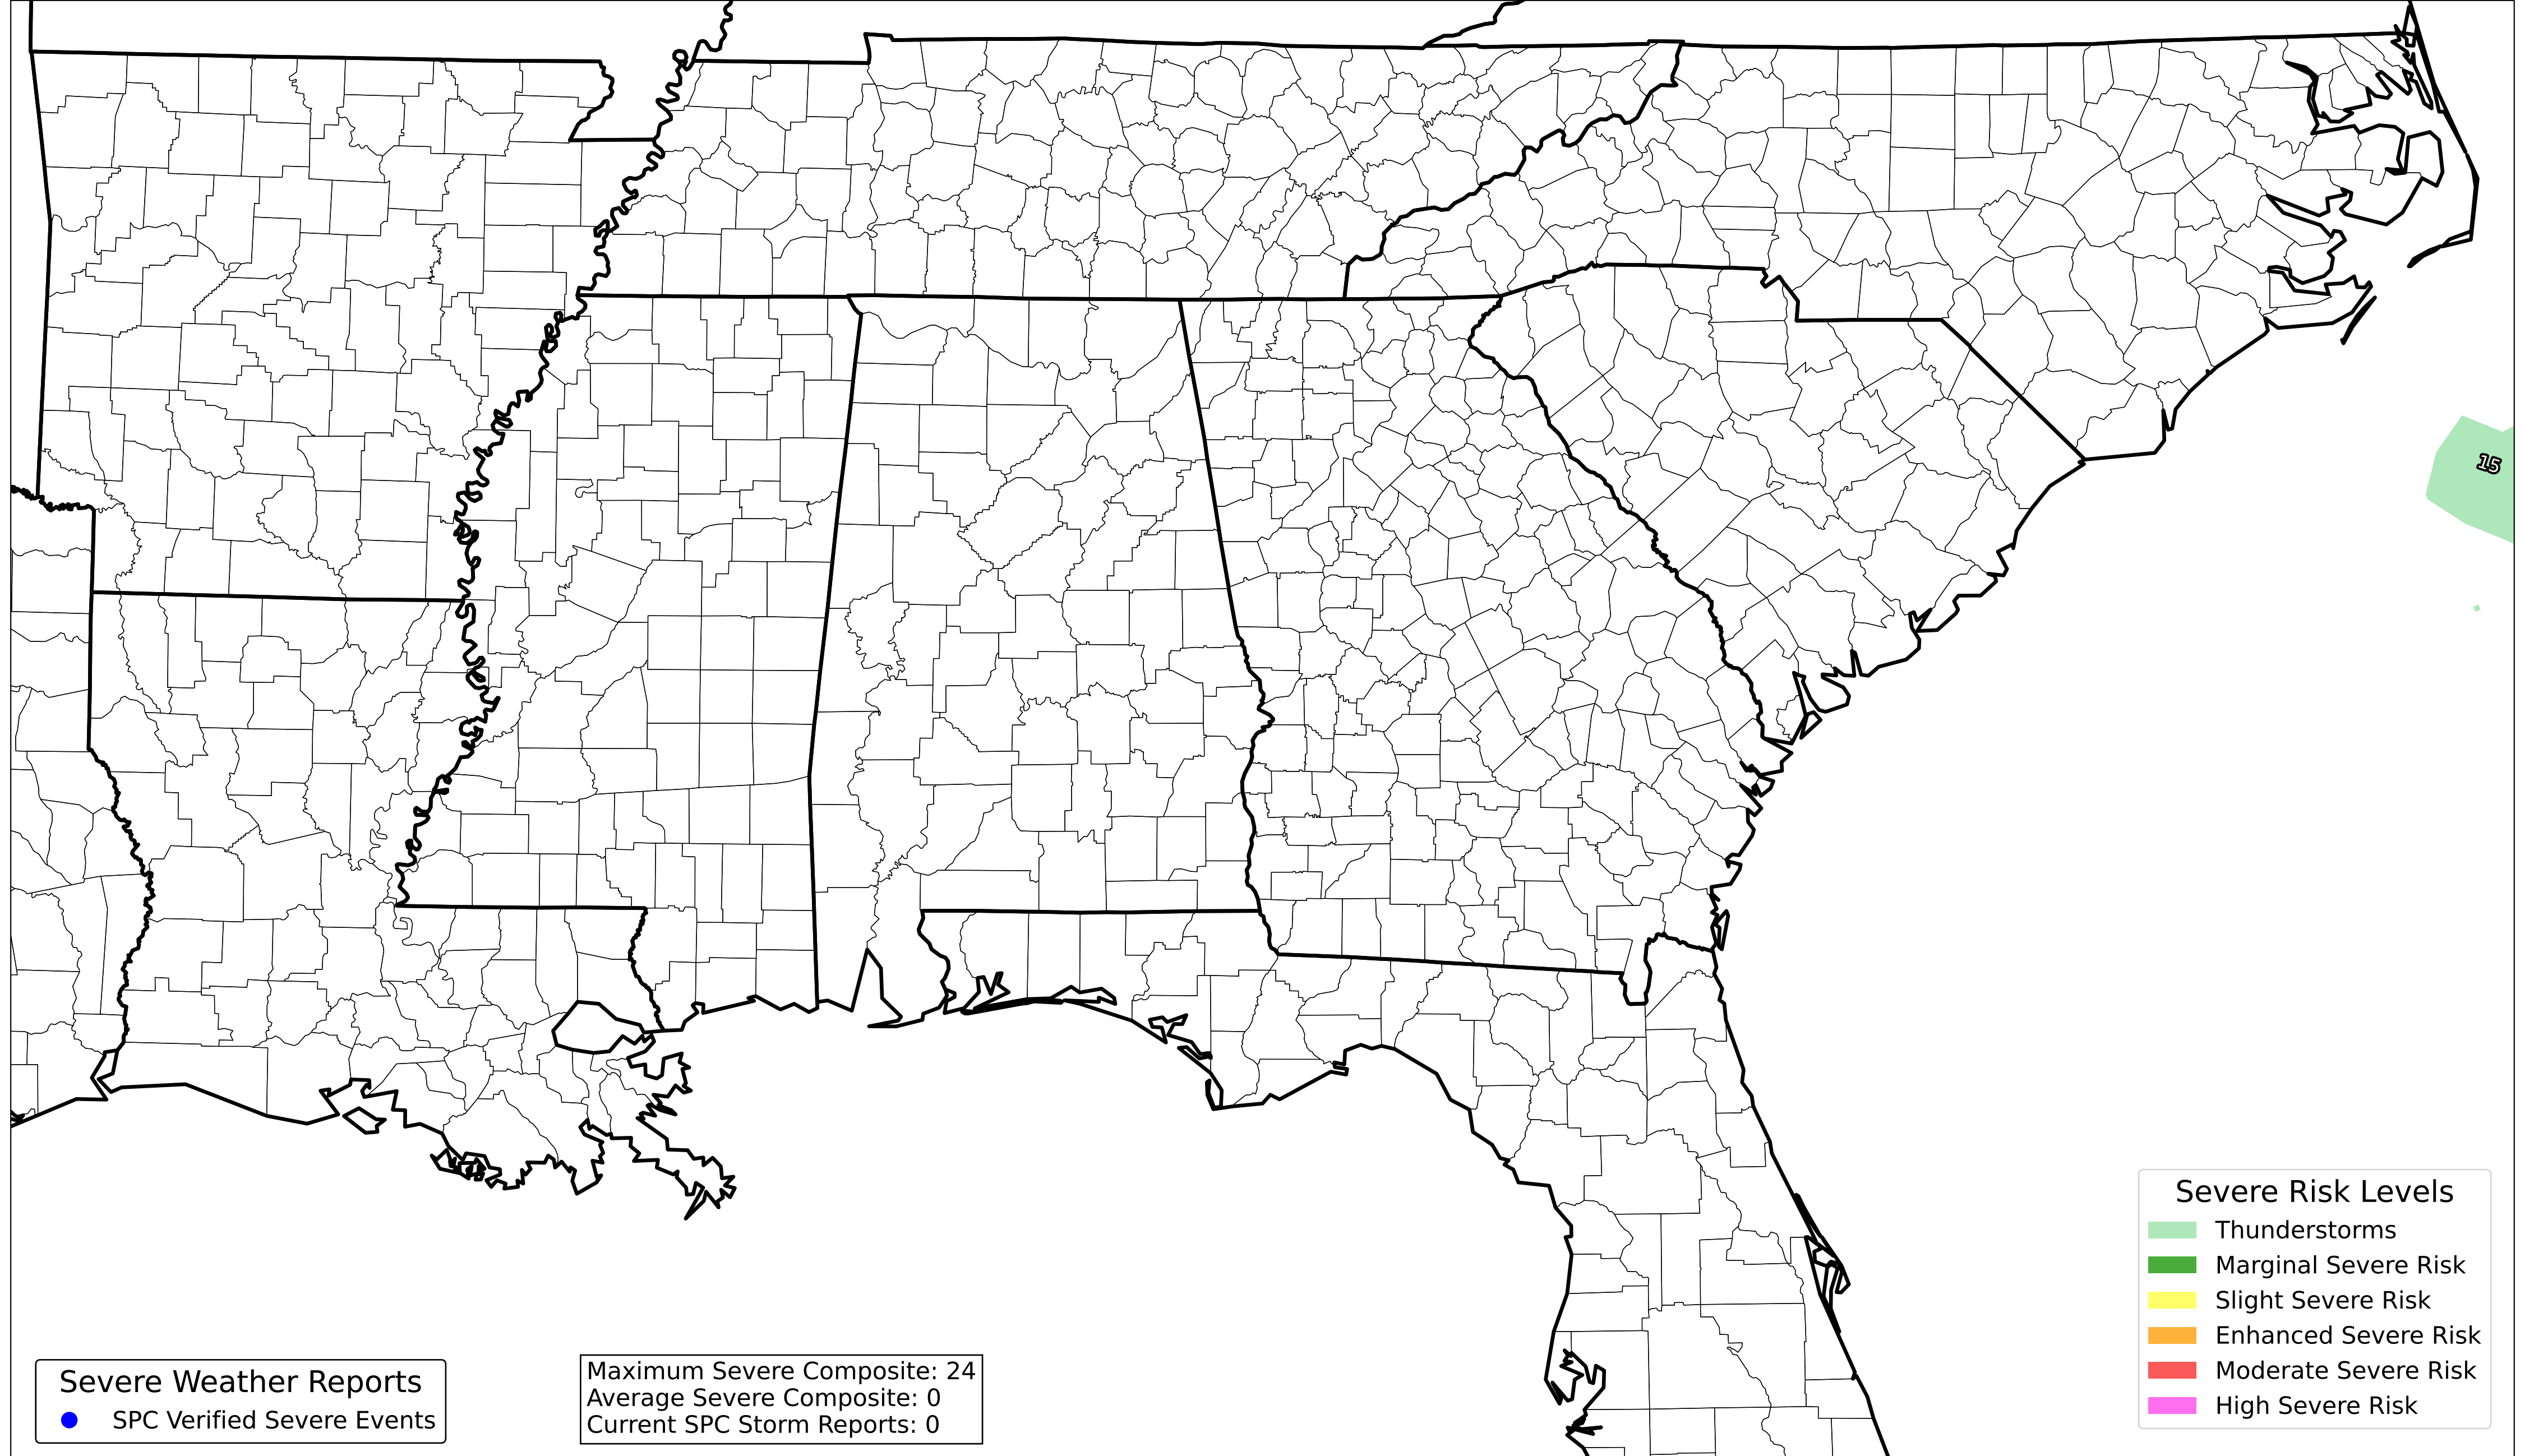 15
Severe Risk Levels
Thunderstorms
Marginal Severe Risk
Slight Severe Risk
Enhanced Severe Risk
Moderate Severe Risk
High Severe Risk
Severe Weather Reports
SPC Verified Severe Events
Maximum Severe Composite: 24
Average Severe Composite: 0
Current SPC Storm Reports: 0